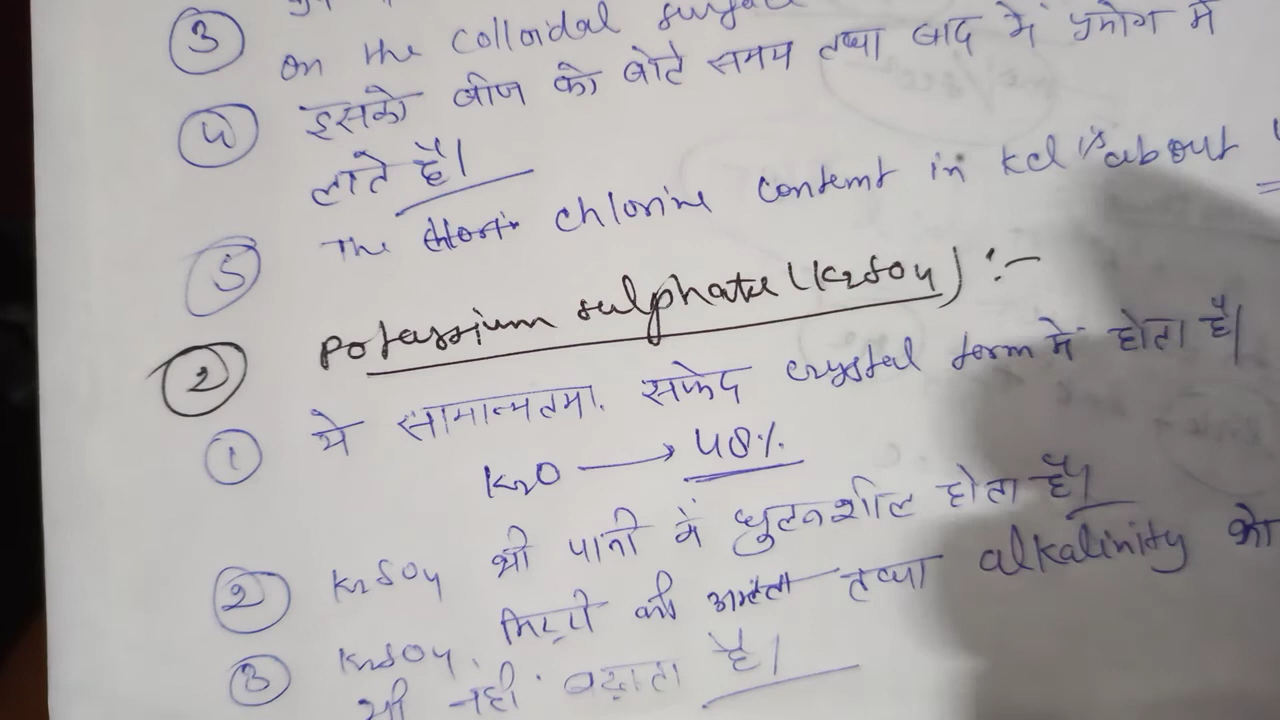 ③ on the colloidal surface
④ इसको बीज को बोते समय तथा बाद में प्रयोग में
लाते हैं।
⑤ The chlorine content in Kcl is about
② Potassium sulphate (K2SO4) :-
① ये सामान्यतया. सफेद crystal form में होता है।
K2O → 48%
② K2SO4 भी पानी में घुलनशील होता है।
③ K2SO4 मिट्टी की अम्लता तथा alkalinity को
भी नहीं बढ़ाता है।